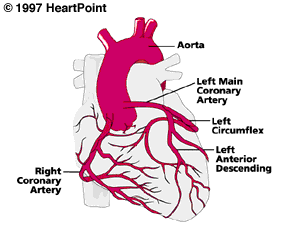 © 1997 HeartPoint
Aorta
Left Main
Coronary
Artery
Left
Circumflex
Left
Anterior
Descending
Right
Coronary
Artery